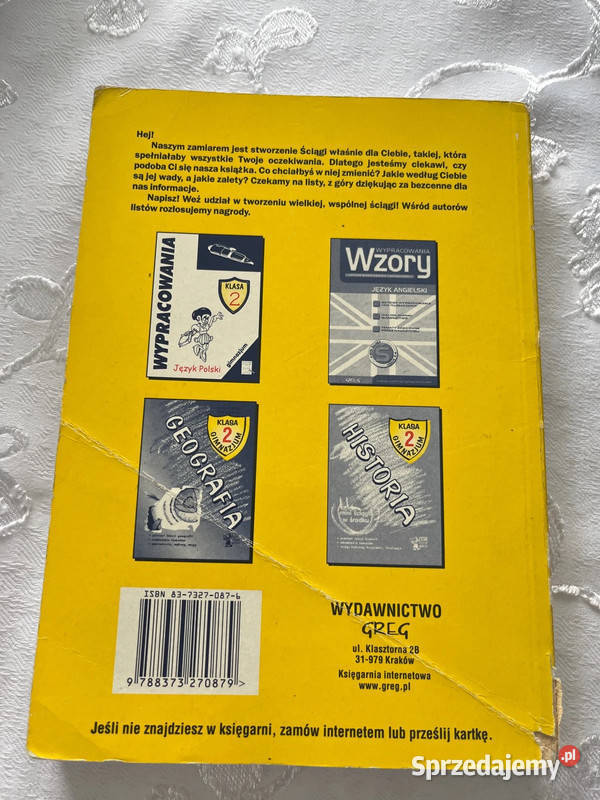 Hej!
Naszym zamiarem jest stworzenie Ściągi właśnie dla Ciebie, takiej, która
spełniałaby wszystkie Twoje oczekiwania. Dlatego jesteśmy ciekawi, czy
podoba Ci się nasza książka. Co chciałbyś w niej zmienić? Jakie według Ciebie
są jej wady, a jakie zalety? Czekamy na listy, z góry dziękując za bezcenne dla
nas informacje.
Napisz! Weź udział w tworzeniu wielkiej, wspólnej ściągi! Wśród autorów
listów rozlosujemy nagrody.
WYPRACOWANIA
KLASA
2
gimnazjum
Język Polski
WYPRACOWANIA
Wzory
JĘZYK ANGIELSKI
GREG
KLASA
2
GIMNAZJUM
GEOGRAFIA
KLASA
2
GIMNAZJUM
HISTORIA
w środku
ISBN 83-7327-087-6
9 788373 270879 >
WYDAWNICTWO
GREG
ul. Klasztorna 2B
31-979 Kraków
Księgarnia internetowa
www.greg.pl
Jeśli nie znajdziesz w księgarni, zamów internetem lub prześlij kartkę.
Sprzedajemy.pl